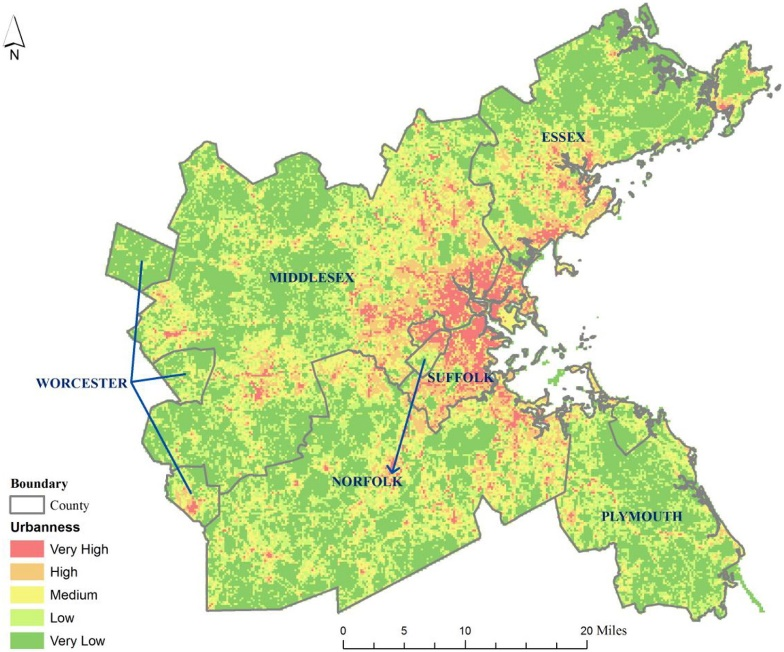 N
ESSEX
MIDDLESEX
WORCESTER
SUFFOLK
NORFOLK
PLYMOUTH
Boundary
County
Urbanness
Very High
High
Medium
Low
Very Low
0 5 10 20 Miles